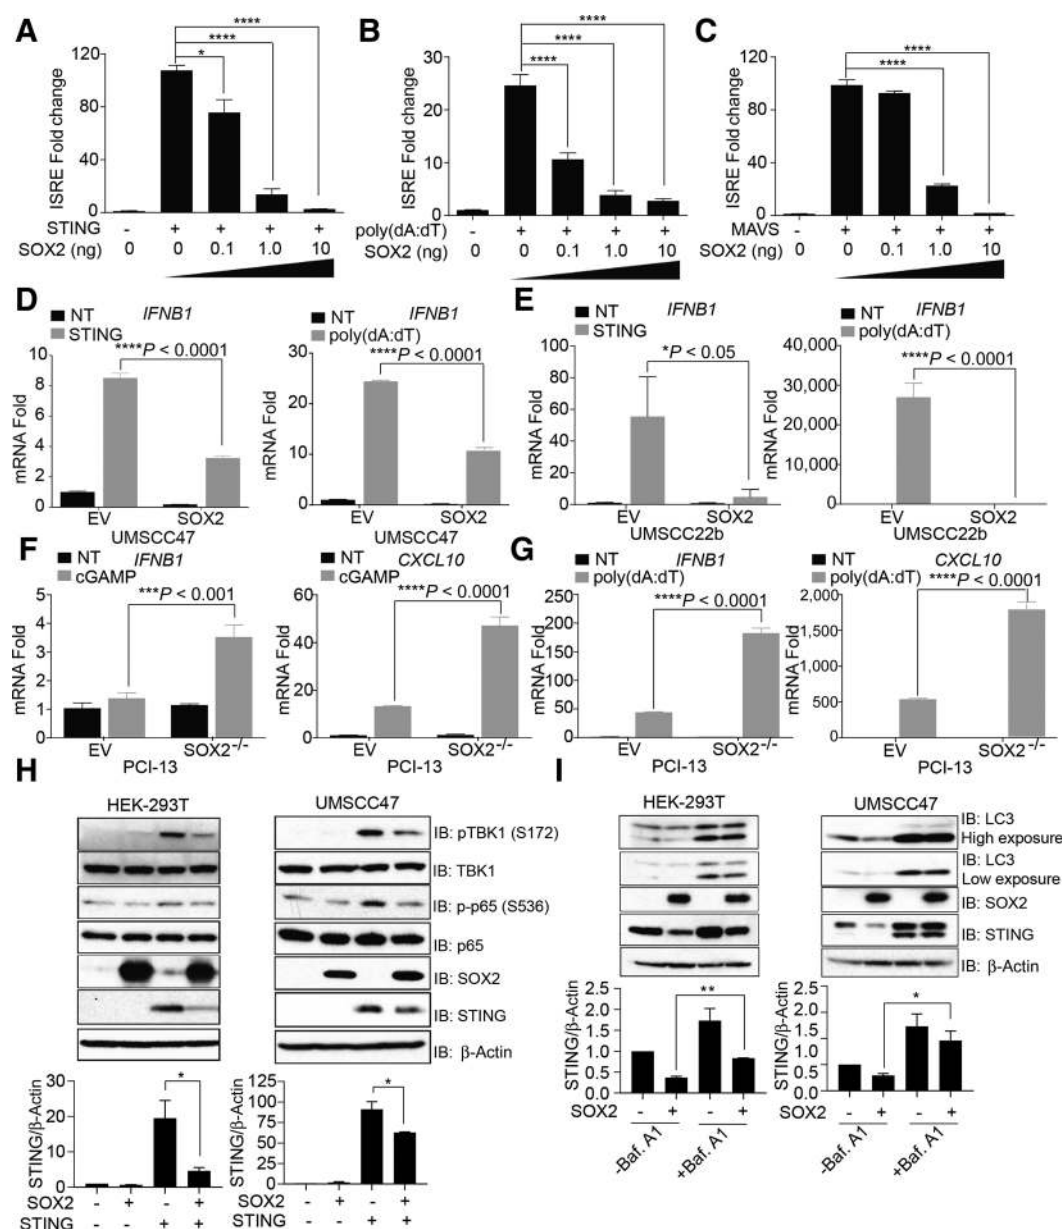 A
ISRE Fold change
120
80
40
0
*
****
****
STING - + + + +
SOX2 (ng) 0 0 0.1 1.0 10
B
ISRE Fold change
30
20
10
0
****
****
****
poly(dA:dT) - + + + +
SOX2 (ng) 0 0 0.1 1.0 10
C
ISRE Fold change
120
80
40
0
****
****
MAVS - + + + +
SOX2 (ng) 0 0 0.1 1.0 10
D
NT
STING
IFNB1
****P < 0.0001
mRNA Fold
10
8
6
4
2
0
EV SOX2
UMSCC47
NT
poly(dA:dT)
IFNB1
****P < 0.0001
mRNA Fold
30
20
10
0
EV SOX2
UMSCC47
E
NT
STING
IFNB1
*P < 0.05
mRNA Fold
100
80
60
40
20
0
EV SOX2
UMSCC22b
NT
poly(dA:dT)
IFNB1
****P < 0.0001
mRNA Fold
40,000
30,000
20,000
10,000
0
EV SOX2
UMSCC22b
F
NT
cGAMP
IFNB1
***P < 0.001
mRNA Fold
5
4
3
2
1
0
EV SOX2-/-
PCI-13
NT
cGAMP
CXCL10
****P < 0.0001
mRNA Fold
60
40
20
0
EV SOX2-/-
PCI-13
G
NT
poly(dA:dT)
IFNB1
****P < 0.0001
mRNA Fold
250
200
150
100
50
0
EV SOX2-/-
PCI-13
NT
poly(dA:dT)
CXCL10
****P < 0.0001
mRNA Fold
2,000
1,500
1,000
500
0
EV SOX2-/-
PCI-13
H
HEK-293T UMSCC47
IB: pTBK1 (S172)
IB: TBK1
IB: p-p65 (S536)
IB: p65
IB: SOX2
IB: STING
IB: β-Actin
STING/β-Actin
30
20
10
0
*
SOX2 - + - +
STING - - + +
STING/β-Actin
125
100
75
50
25
0
*
- + - +
- - + +
I
HEK-293T UMSCC47
IB: LC3
High exposure
IB: LC3
Low exposure
IB: SOX2
IB: STING
IB: β-Actin
STING/β-Actin
2.5
2.0
1.5
1.0
0.5
0.0
**
SOX2 - + - +
-Baf. A1 +Baf. A1
STING/β-Actin
2.5
2.0
1.5
1.0
0.5
0.0
*
SOX2 - + - +
-Baf. A1 +Baf. A1